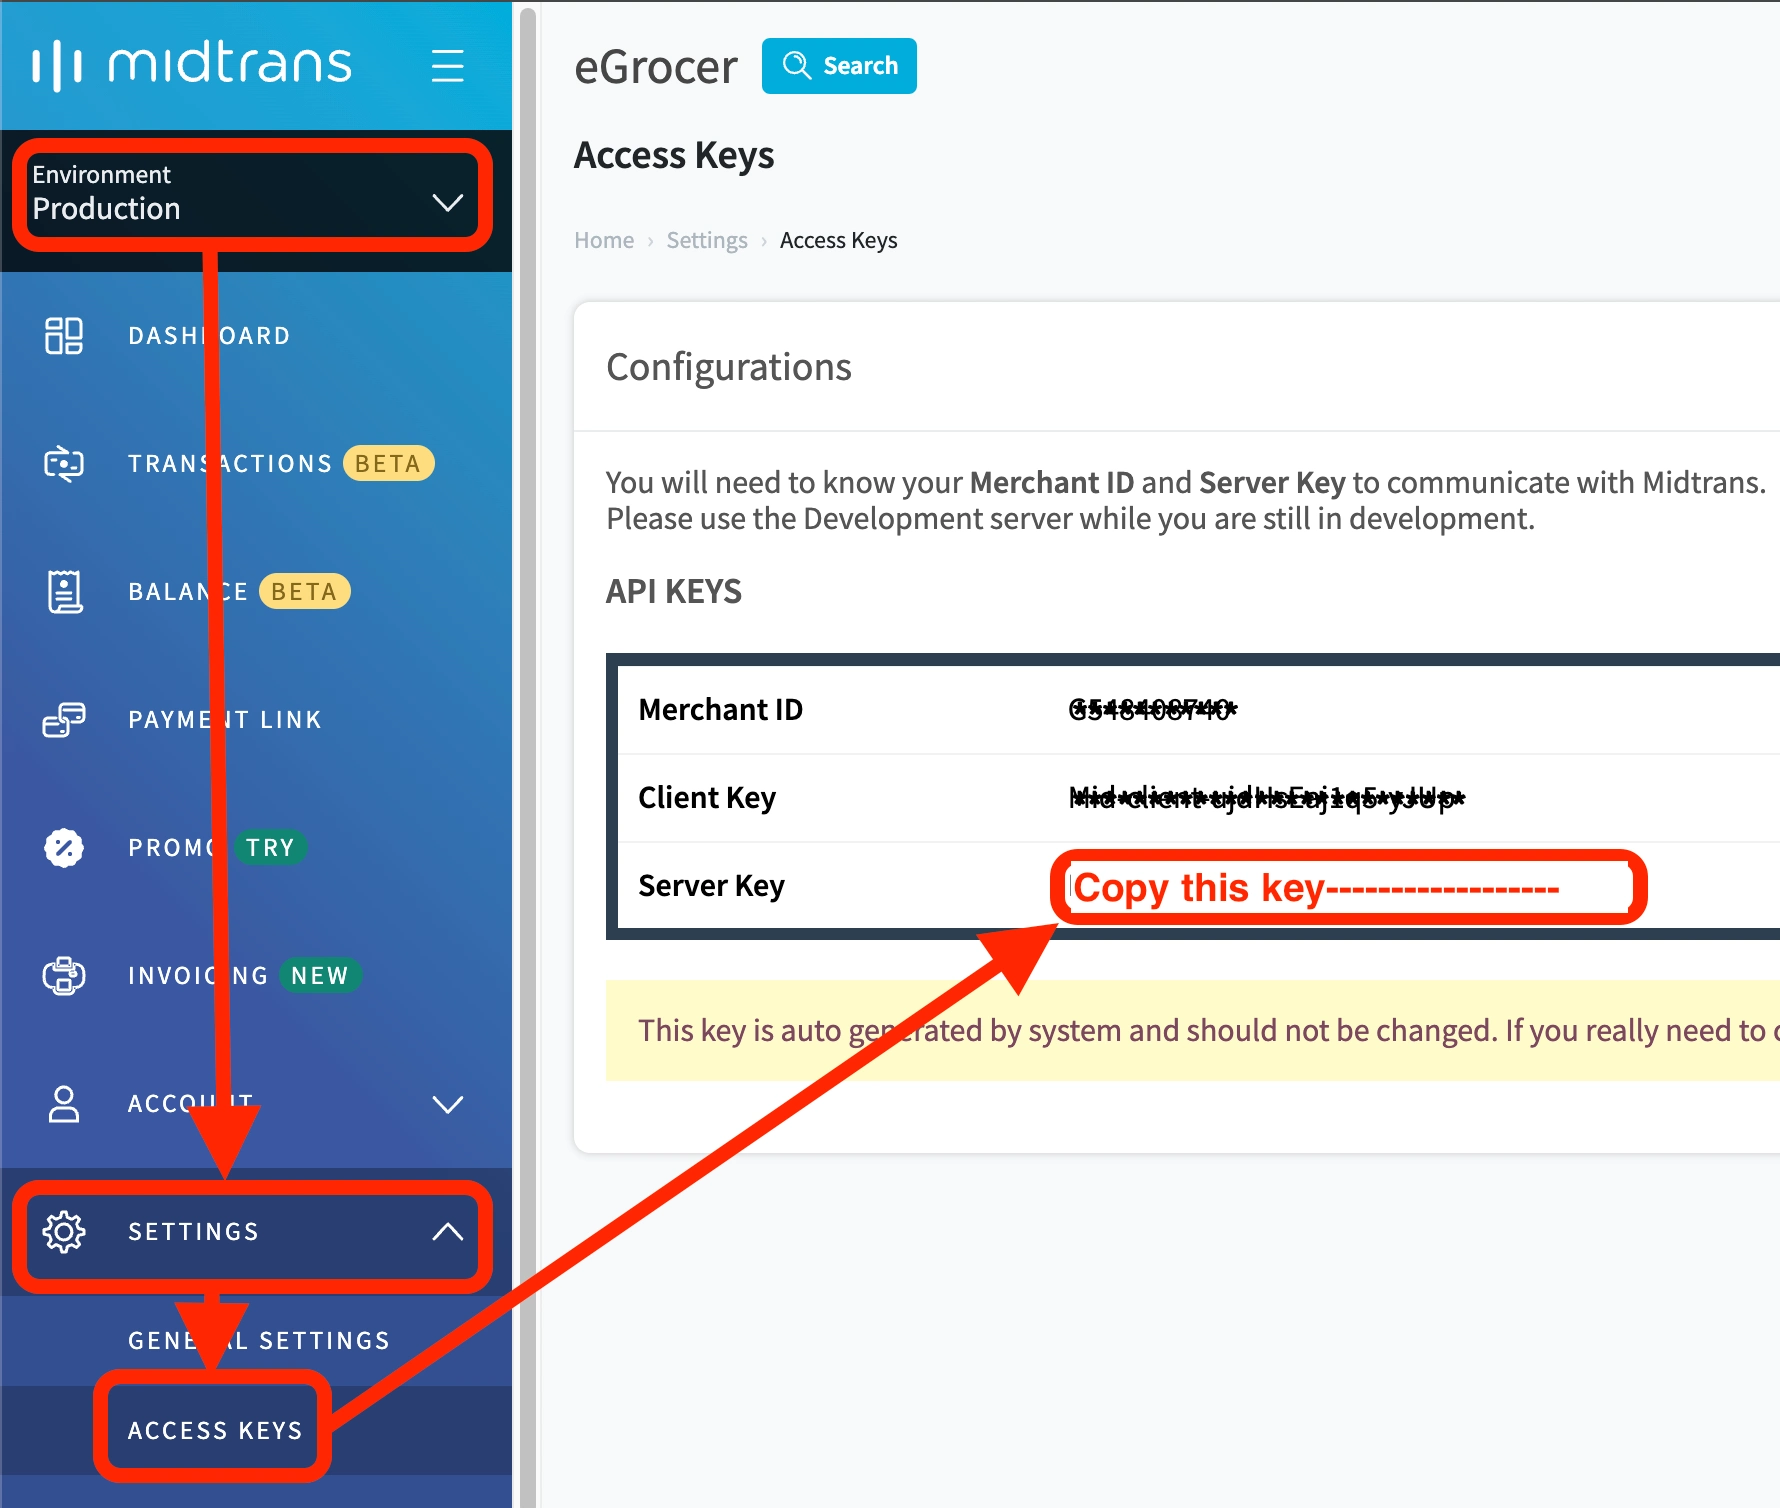 midtrans
Environment
Production
DASHBOARD
TRANSACTIONS BETA
BALANCE BETA
PAYMENT LINK
PROMO TRY
INVOICING NEW
ACCOUNT
SETTINGS
GENERAL SETTINGS
ACCESS KEYS
eGrocer
Search
Access Keys
Home › Settings › Access Keys
Configurations
You will need to know your Merchant ID and Server Key to communicate with Midtrans.
Please use the Development server while you are still in development.
API KEYS
Merchant ID
Client Key
Server Key Copy this key------------------
This key is auto generated by system and should not be changed. If you really need to